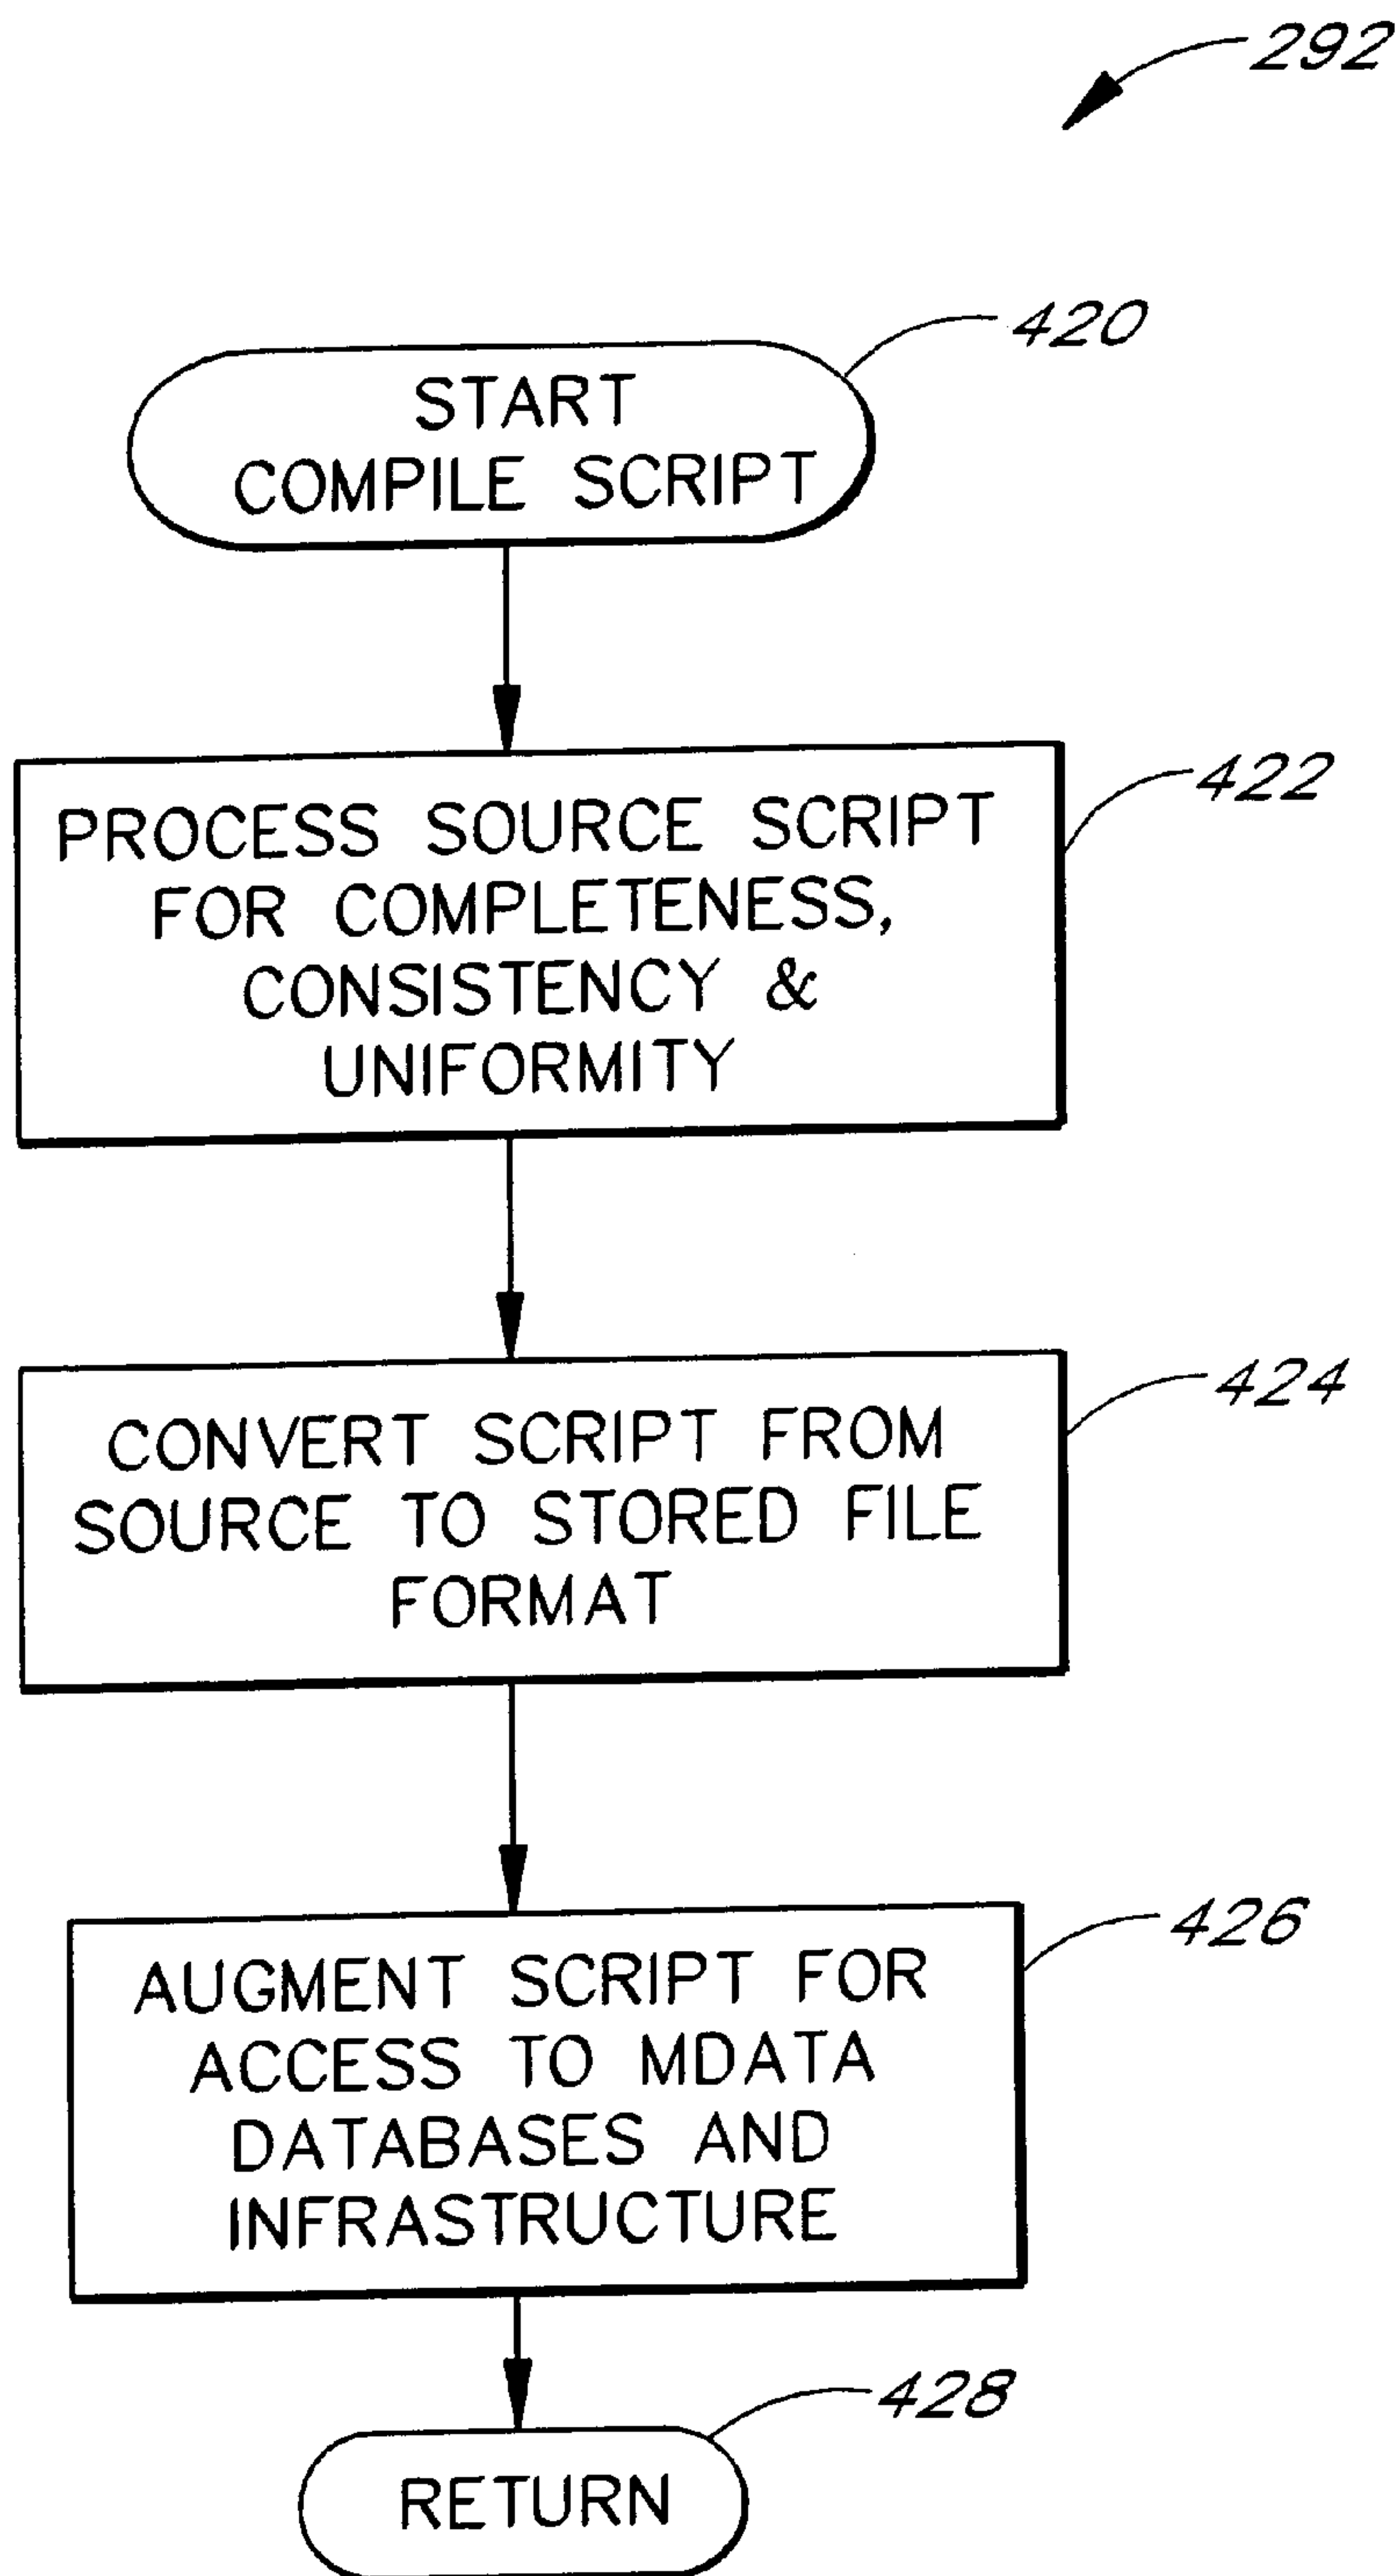 292
420
START
COMPILE SCRIPT
422
PROCESS SOURCE SCRIPT
FOR COMPLETENESS,
CONSISTENCY &
UNIFORMITY
424
CONVERT SCRIPT FROM
SOURCE TO STORED FILE
FORMAT
426
AUGMENT SCRIPT FOR
ACCESS TO MDATA
DATABASES AND
INFRASTRUCTURE
428
RETURN